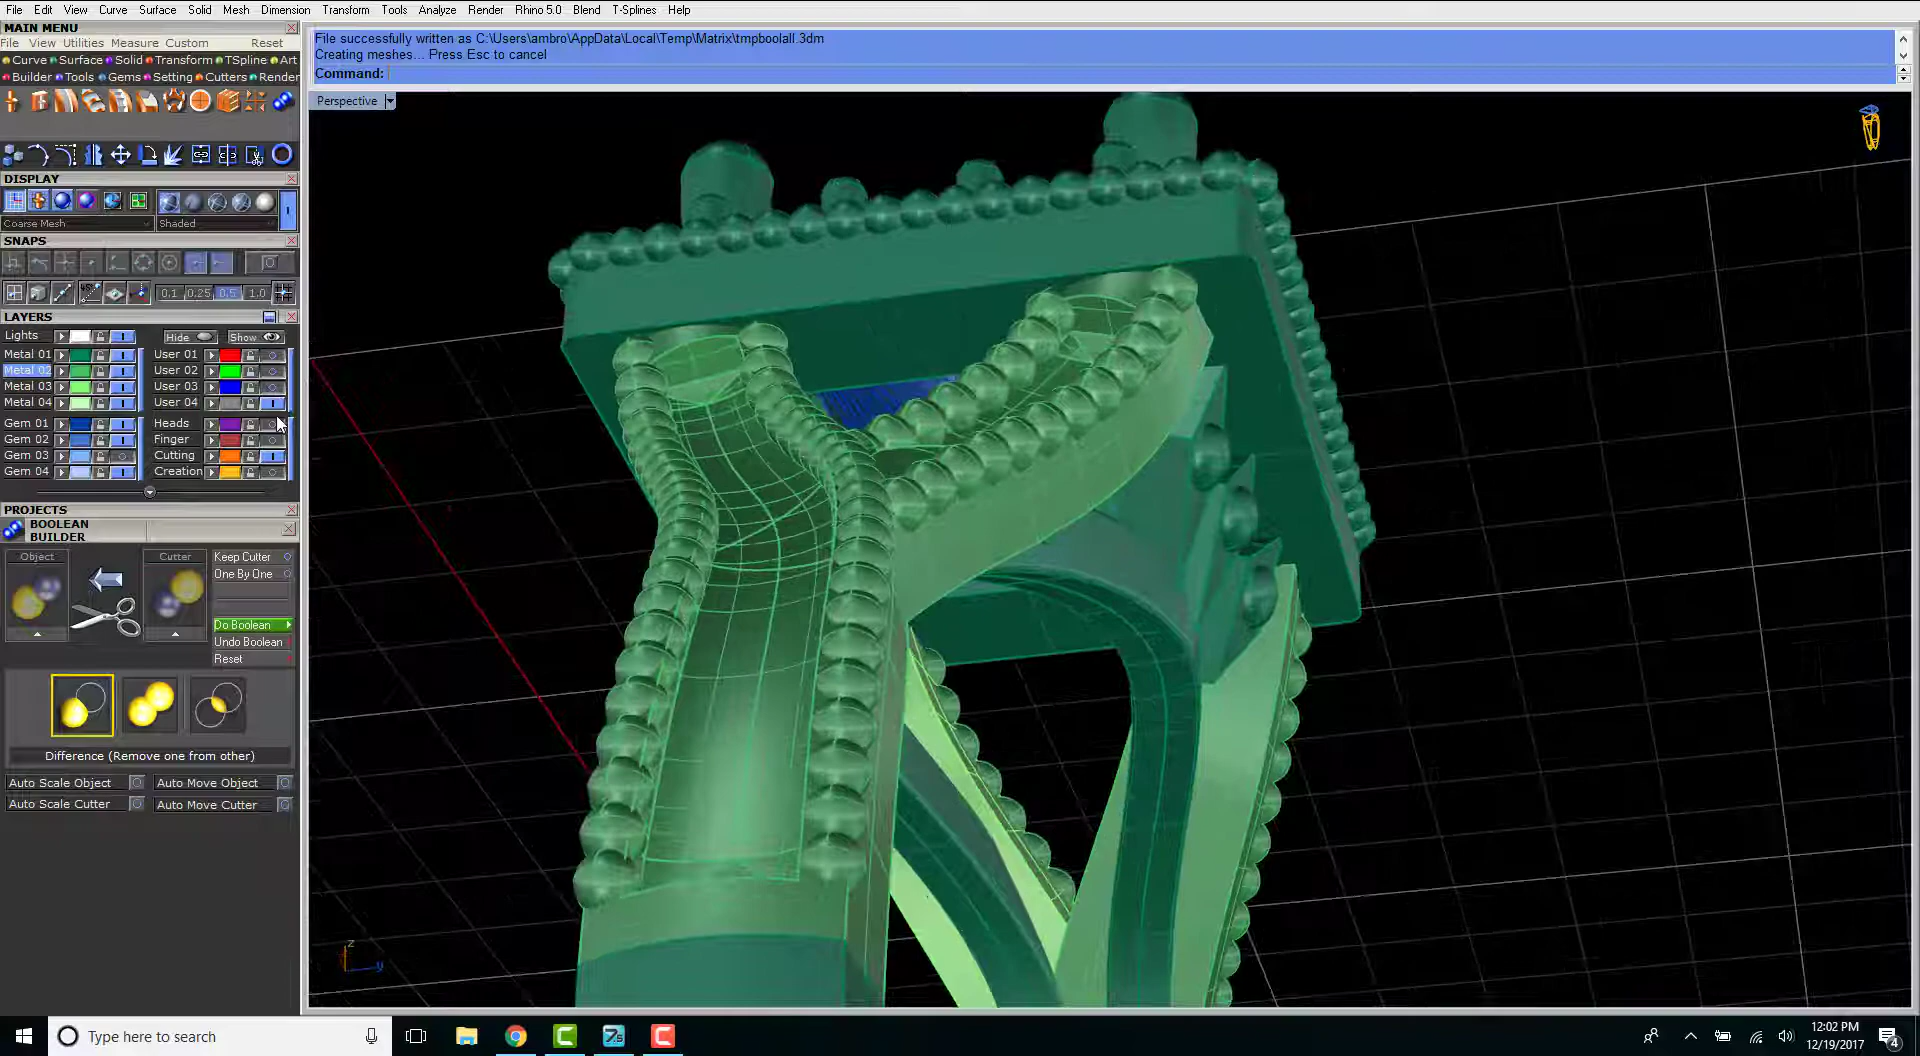 File Edit View Curve Surface Solid Mesh Dimension Transform Tools Analyze Render Rhino 5.0 Blend T-Splines Help
MAIN MENU
File View Utilities Measure Custom Reset
Curve Surface Solid Transform TSpline Art
Builder Tools Gems Setting Cutters Render
DISPLAY
Coarse Mesh Shaded
SNAPS
0.1 0.25 0.5 1.0
LAYERS
Lights Hide Show
Metal 01 User 01
Metal 02 User 02
Metal 03 User 03
Metal 04 User 04
Gem 01 Heads
Gem 02 Finger
Gem 03 Cutting
Gem 04 Creation
PROJECTS
BOOLEAN
BUILDER
Object Cutter Keep Cutter
One By One
Do Boolean
Undo Boolean
Reset
Difference (Remove one from other)
Auto Scale Object Auto Move Object
Auto Scale Cutter Auto Move Cutter
File successfully written as C:\Users\ambro\AppData\Local\Temp\Matrix\tmpboolall.3dm
Creating meshes... Press Esc to cancel
Command:
Perspective
z
y
Type here to search
7.5
12:02 PM
12/19/2017
4